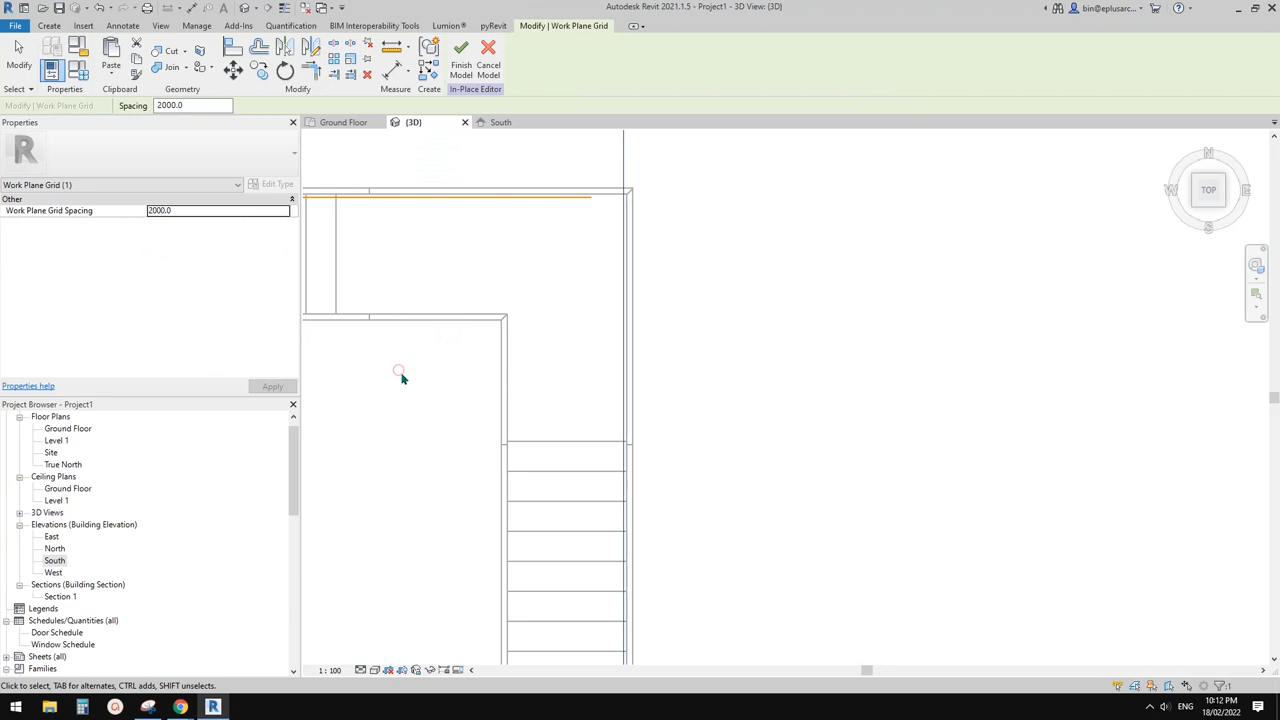 Autodesk Revit 2021.1.5 - Project1 - 3D View: {3D}
bin@eplusarc...
File Create Insert Annotate View Manage Add-Ins Quantification BIM Interoperability Tools Lumion® pyRevit Modify | Work Plane Grid
Modify Paste Cut Join Finish Model Cancel Model
Select Properties Clipboard Geometry Modify Measure Create In-Place Editor
Modify | Work Plane Grid Spacing 2000.0
Properties
Ground Floor {3D} South
R
Work Plane Grid (1) Edit Type
Other
Work Plane Grid Spacing 2000.0
N
W TOP E
S
Properties help Apply
Project Browser - Project1
Floor Plans
Ground Floor
Level 1
Site
True North
Ceiling Plans
Ground Floor
Level 1
3D Views
Elevations (Building Elevation)
East
North
South
West
Sections (Building Section)
Section 1
Legends
Schedules/Quantities (all)
Door Schedule
Window Schedule
Sheets (all)
Families
1 : 100
Click to select, TAB for alternates, CTRL adds, SHIFT unselects. :1
ENG 10:12 PM
18/02/2022